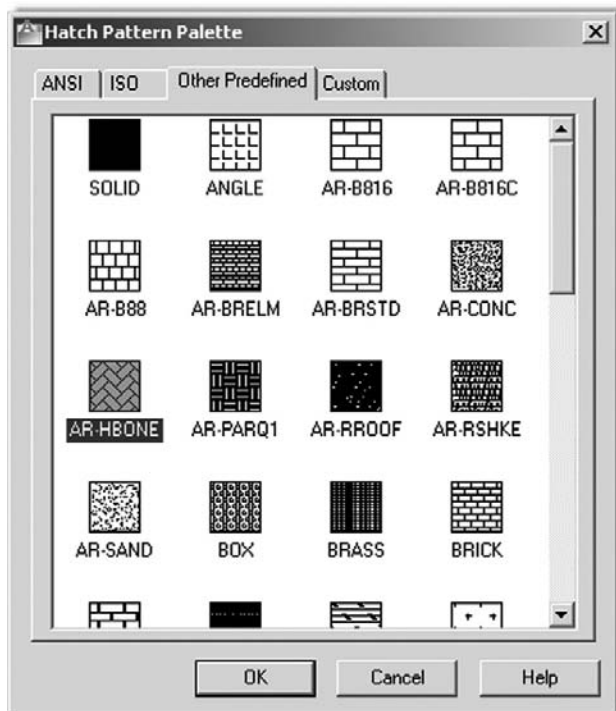 Hatch Pattern Palette
ANSI ISO Other Predefined Custom
SOLID ANGLE AR-B816 AR-B816C
AR-B88 AR-BRELM AR-BRSTD AR-CONC
AR-HBONE AR-PARQ1 AR-RROOF AR-RSHKE
AR-SAND BOX BRASS BRICK
OK Cancel Help